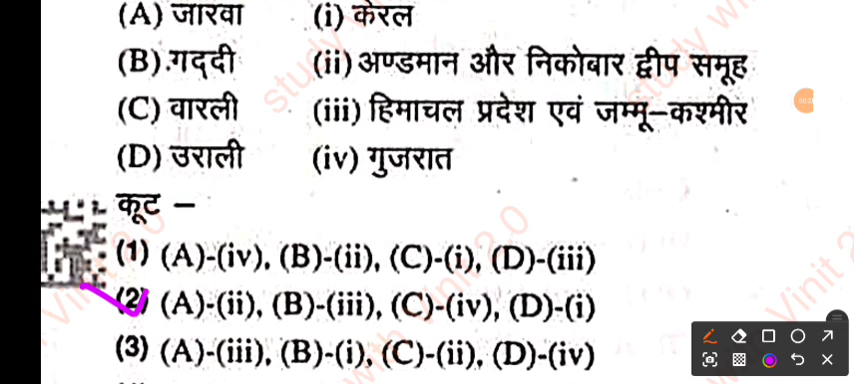 (A) जारवा (i) केरल
(B) गद्दी (ii) अण्डमान और निकोबार द्वीप समूह
(C) वारली (iii) हिमाचल प्रदेश एवं जम्मू–कश्मीर
(D) उराली (iv) गुजरात
कूट –
(1) (A)-(iv), (B)-(ii), (C)-(i), (D)-(iii)
(2) (A)-(ii), (B)-(iii), (C)-(iv), (D)-(i)
(3) (A)-(iii), (B)-(i), (C)-(ii), (D)-(iv)